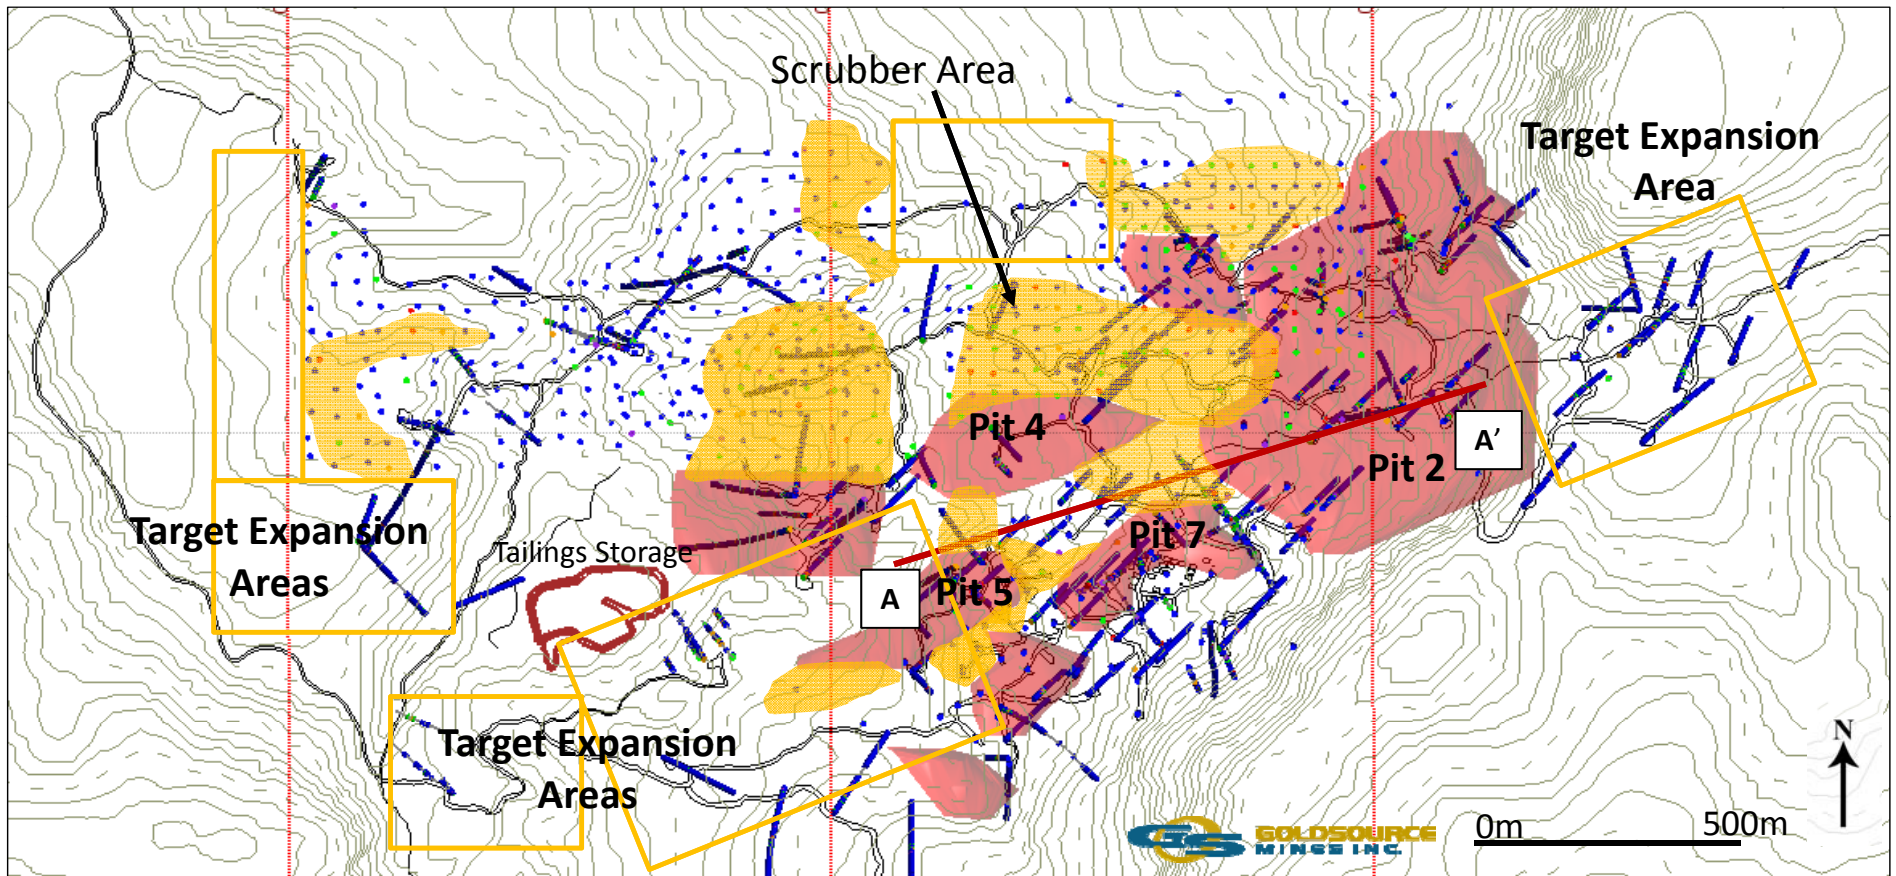 Scrubber Area
Target Expansion
Area
Pit 4
A'
Pit 2
Target Expansion
Areas
Tailings Storage
Pit 7
A
Pit 5
Target Expansion
Areas
N
GOLDSOURCE
MINES INC.
0m
500m